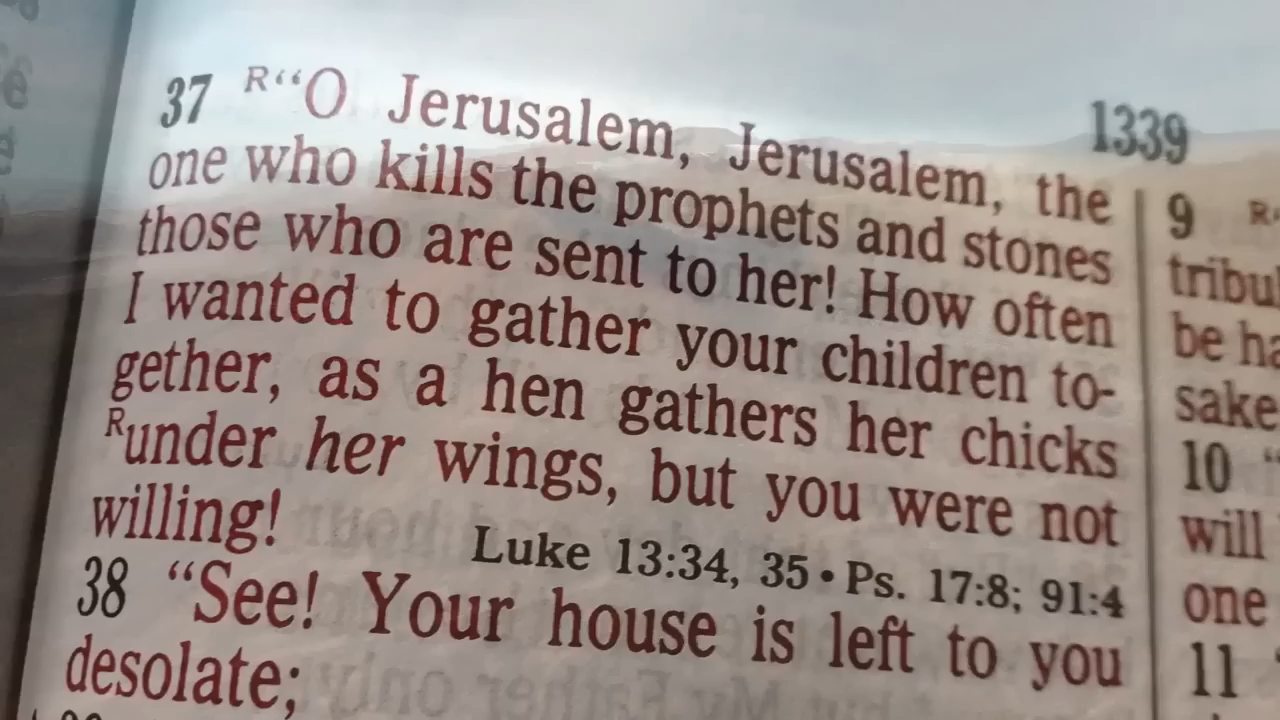 1339
37 R“O Jerusalem, Jerusalem, the
one who kills the prophets and stones
those who are sent to her! How often
I wanted to gather your children to-
gether, as a hen gathers her chicks
Runder her wings, but you were not
willing!
Luke 13:34, 35 • Ps. 17:8; 91:4
38 “See! Your house is left to you
desolate;
9
be
sake
10 “
will
one
11